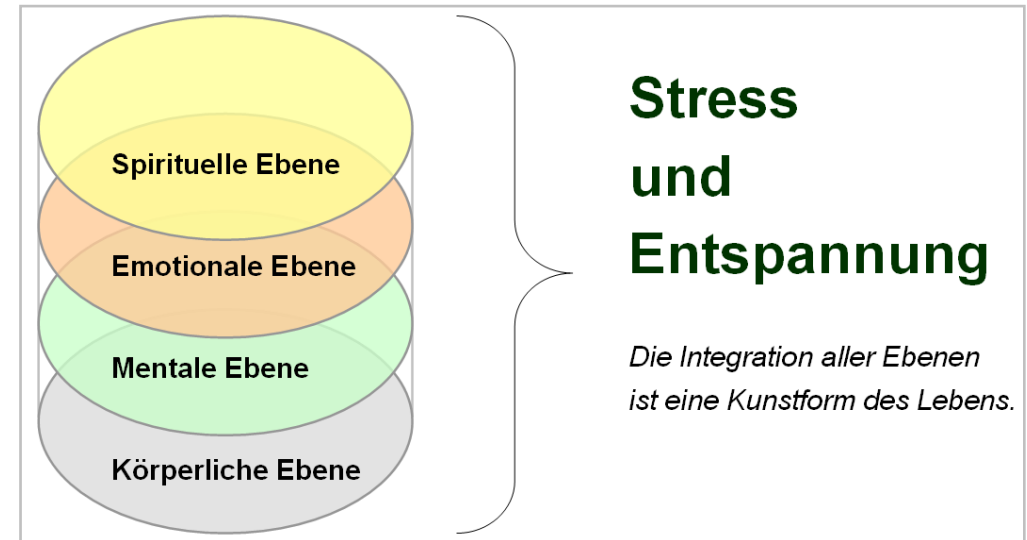 Spirituelle Ebene
Emotionale Ebene
Mentale Ebene
Körperliche Ebene
Stress
und
Entspannung
Die Integration aller Ebenen
ist eine Kunstform des Lebens.